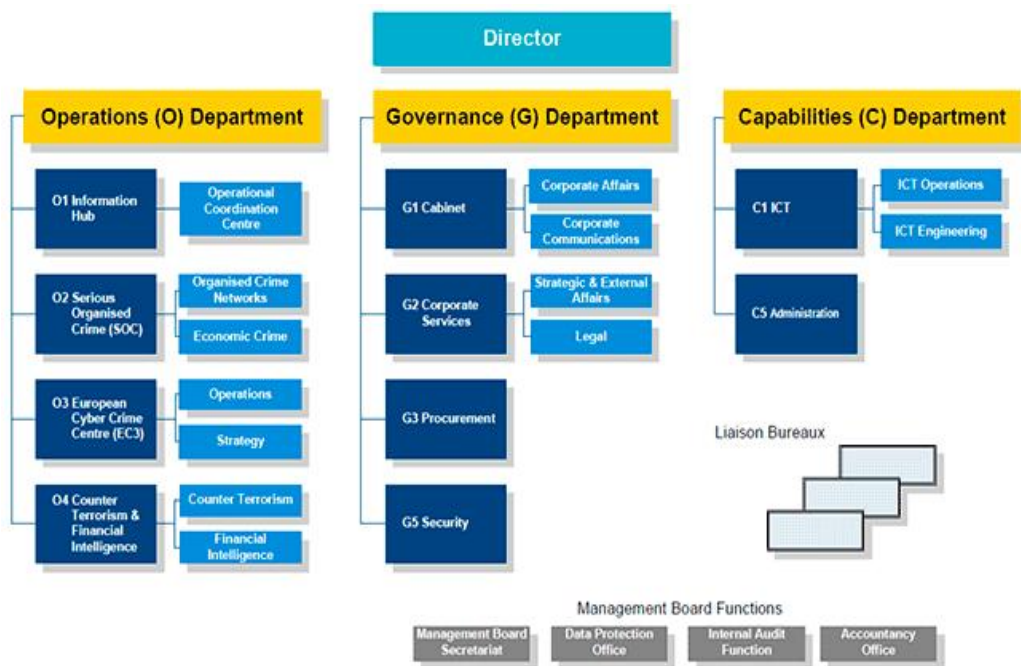 Director
Operations (O) Department
O1 Information
Hub
Operational
Coordination
Centre
O2 Serious
Organised
Crime (SOC)
Organised Crime
Networks
Economic Crime
O3 European
Cyber Crime
Centre (EC3)
Operations
Strategy
O4 Counter
Terrorism &
Financial
Intelligence
Counter Terrorism
Financial
Intelligence
Governance (G) Department
G1 Cabinet
Corporate Affairs
Corporate
Communications
G2 Corporate
Services
Strategic & External
Affairs
Legal
G3 Procurement
G5 Security
Capabilities (C) Department
C1 ICT
ICT Operations
ICT Engineering
C5 Administration
Liaison Bureaux
Management Board Functions
Management Board
Secretariat
Data Protection
Office
Internal Audit
Function
Accountancy
Office